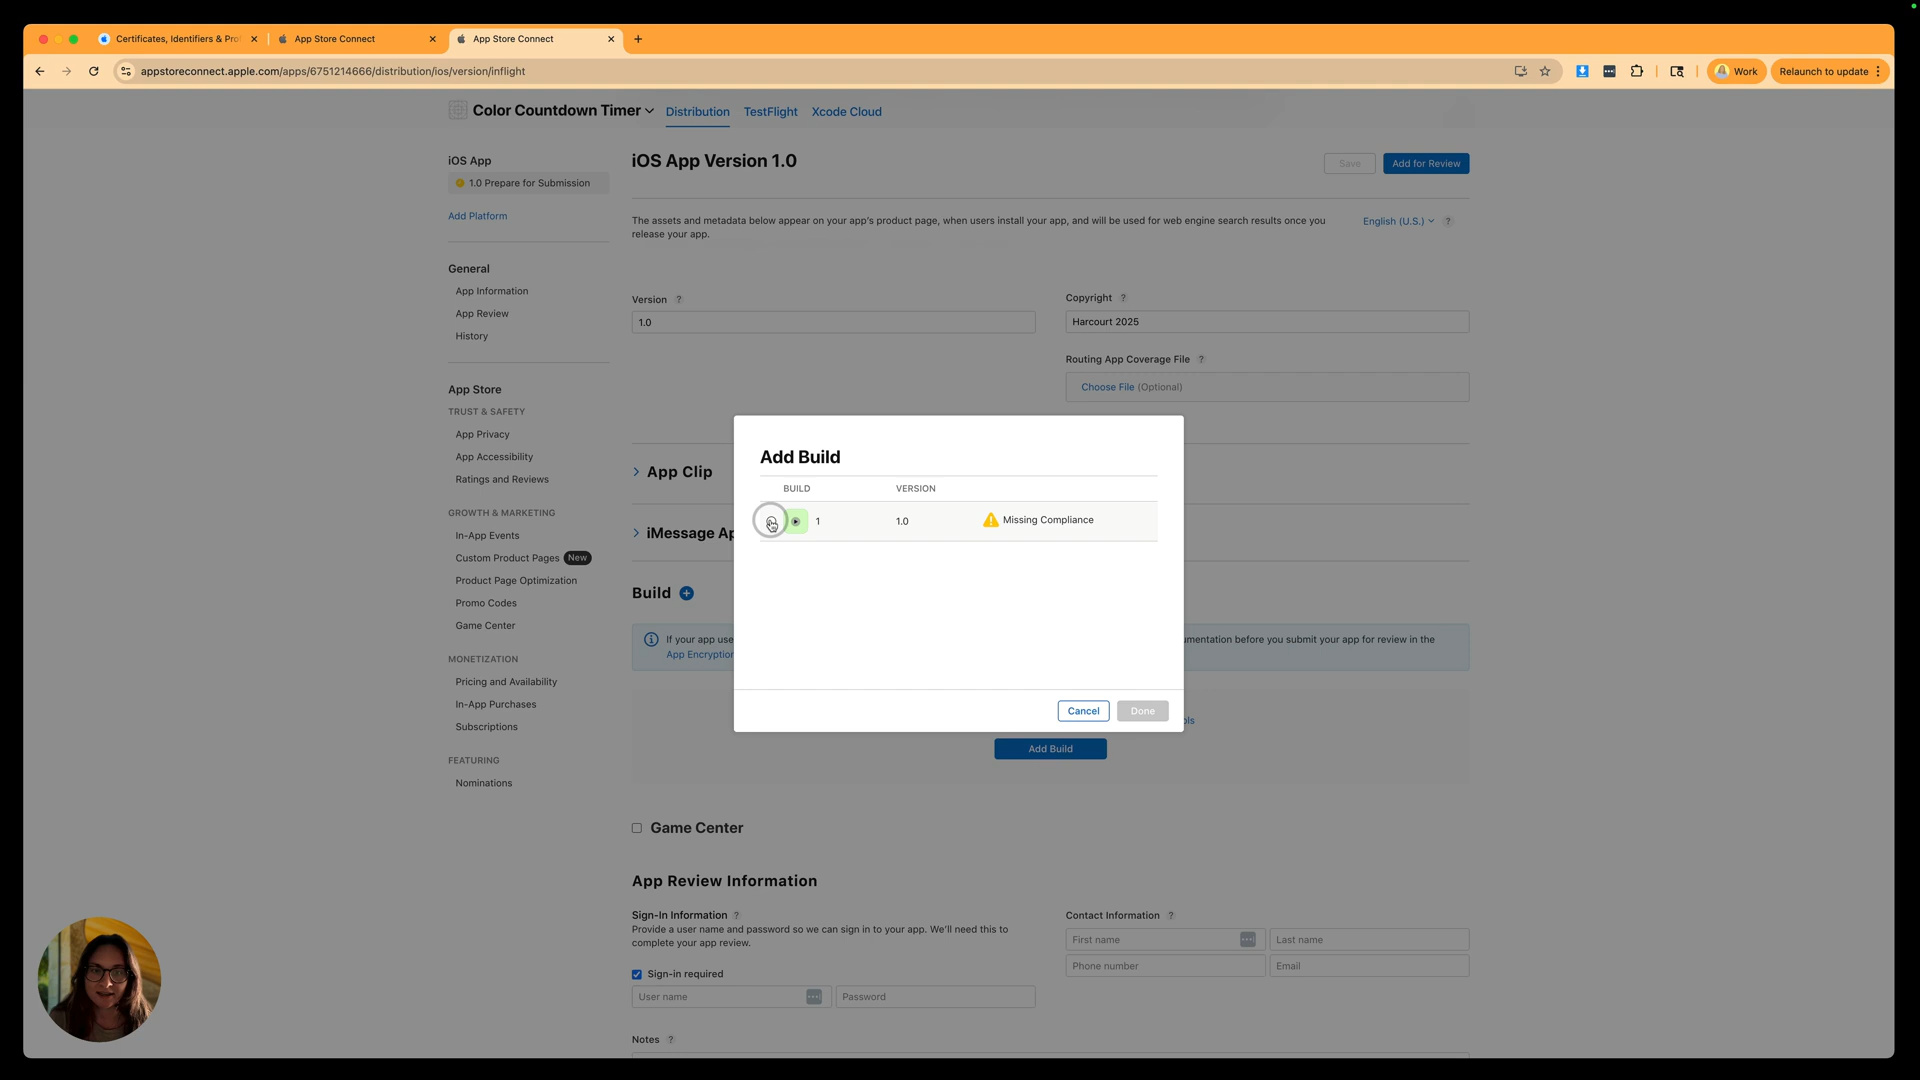 Certificates, Identifiers & Pro
App Store Connect
App Store Connect
appstoreconnect.apple.com/apps/6751214666/distribution/ios/version/inflight
Work
Relaunch to update
Color Countdown Timer
Distribution
TestFlight
Xcode Cloud
iOS App
1.0 Prepare for Submission
Add Platform
General
App Information
App Review
History
App Store
TRUST & SAFETY
App Privacy
App Accessibility
Ratings and Reviews
GROWTH & MARKETING
In-App Events
Custom Product Pages New
Product Page Optimization
Promo Codes
Game Center
MONETIZATION
Pricing and Availability
In-App Purchases
Subscriptions
FEATURING
Nominations
iOS App Version 1.0
Save
Add for Review
The assets and metadata below appear on your app's product page, when users install your app, and will be used for web engine search results once you
release your app.
English (U.S.) ?
Version ?
1.0
Copyright ?
Harcourt 2025
Routing App Coverage File ?
Choose File (Optional)
App Clip
iMessage Ap
Build
If your app use
umentation before you submit your app for review in the
App Encryption
ols
Add Build
Add Build
BUILD VERSION
1 1.0 Missing Compliance
Cancel
Done
Game Center
App Review Information
Sign-In Information ?
Provide a user name and password so we can sign in to your app. We'll need this to
complete your app review.
Sign-in required
User name
Password
Contact Information ?
First name
Last name
Phone number
Email
Notes ?